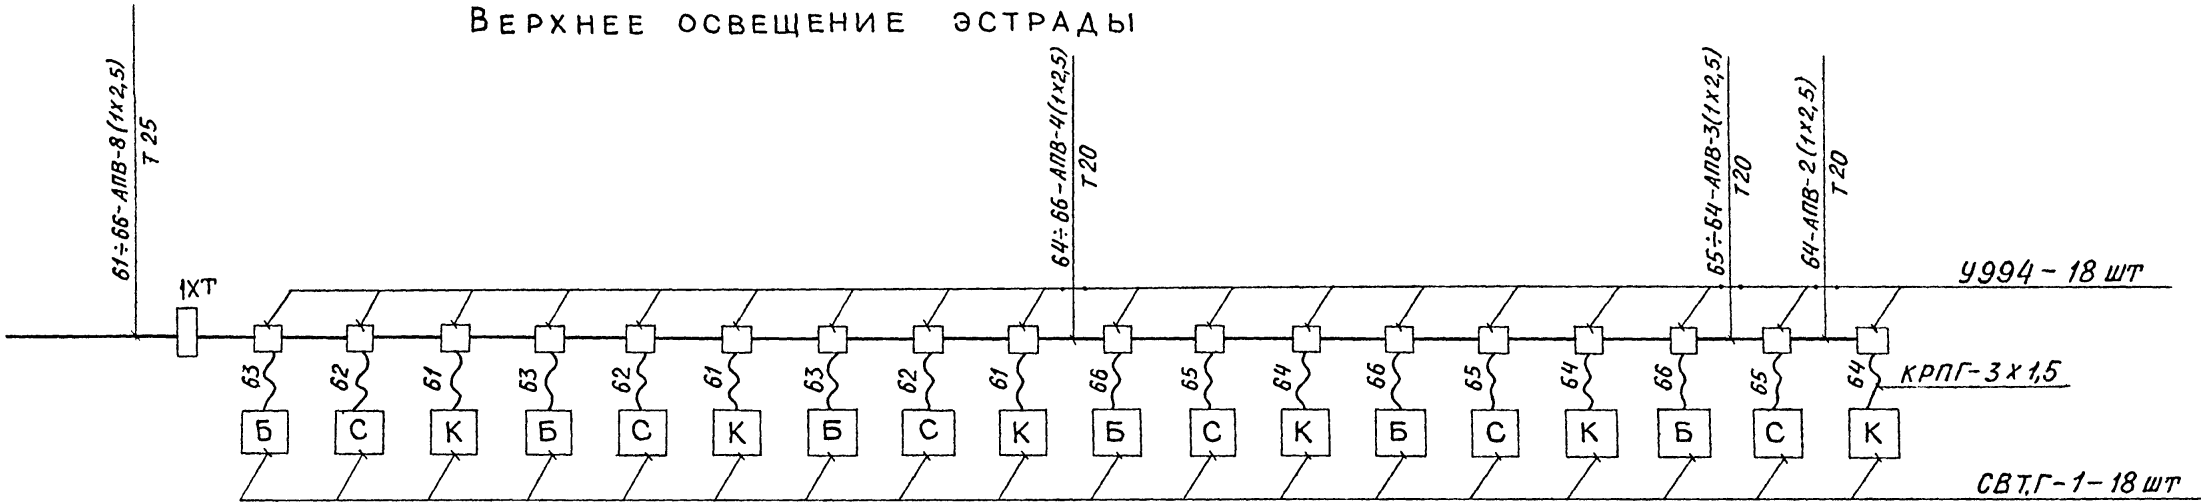 ВЕРХНЕЕ ОСВЕЩЕНИЕ ЭСТРАДЫ
61÷66-АПВ-8(1х2,5)
Т 25
64÷66-АПВ-4(1х2,5)
Т20
65÷64-АПВ-3(1х2,5)
Т20
64-АПВ-2(1х2,5)
Т20
У994-18 шт
1ХТ
63 62 61 63 62 61 63 62 61 66 65 64 66 65 64 66 65 64
КРПГ-3х1,5
Б С К Б С К Б С К Б С К Б С К Б С К
СВТ,Г-1-18 шт